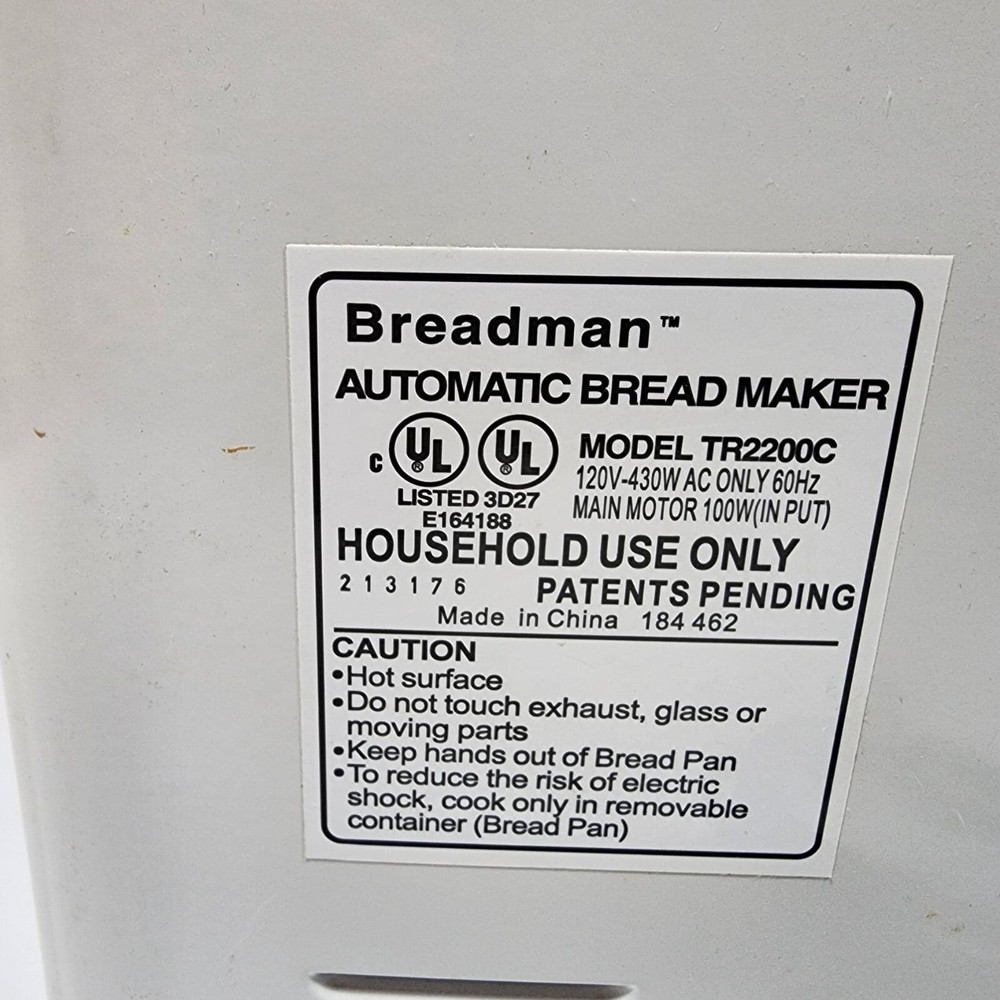 Breadman™
AUTOMATIC BREAD MAKER
C UL® UL® MODEL TR2200C
120V-430W AC ONLY 60Hz
LISTED 3D27 MAIN MOTOR 100W(IN PUT)
E164188
HOUSEHOLD USE ONLY
213176 PATENTS PENDING
Made in China 184 462
CAUTION
•Hot surface
•Do not touch exhaust, glass or
moving parts
•Keep hands out of Bread Pan
•To reduce the risk of electric
shock, cook only in removable
container (Bread Pan)